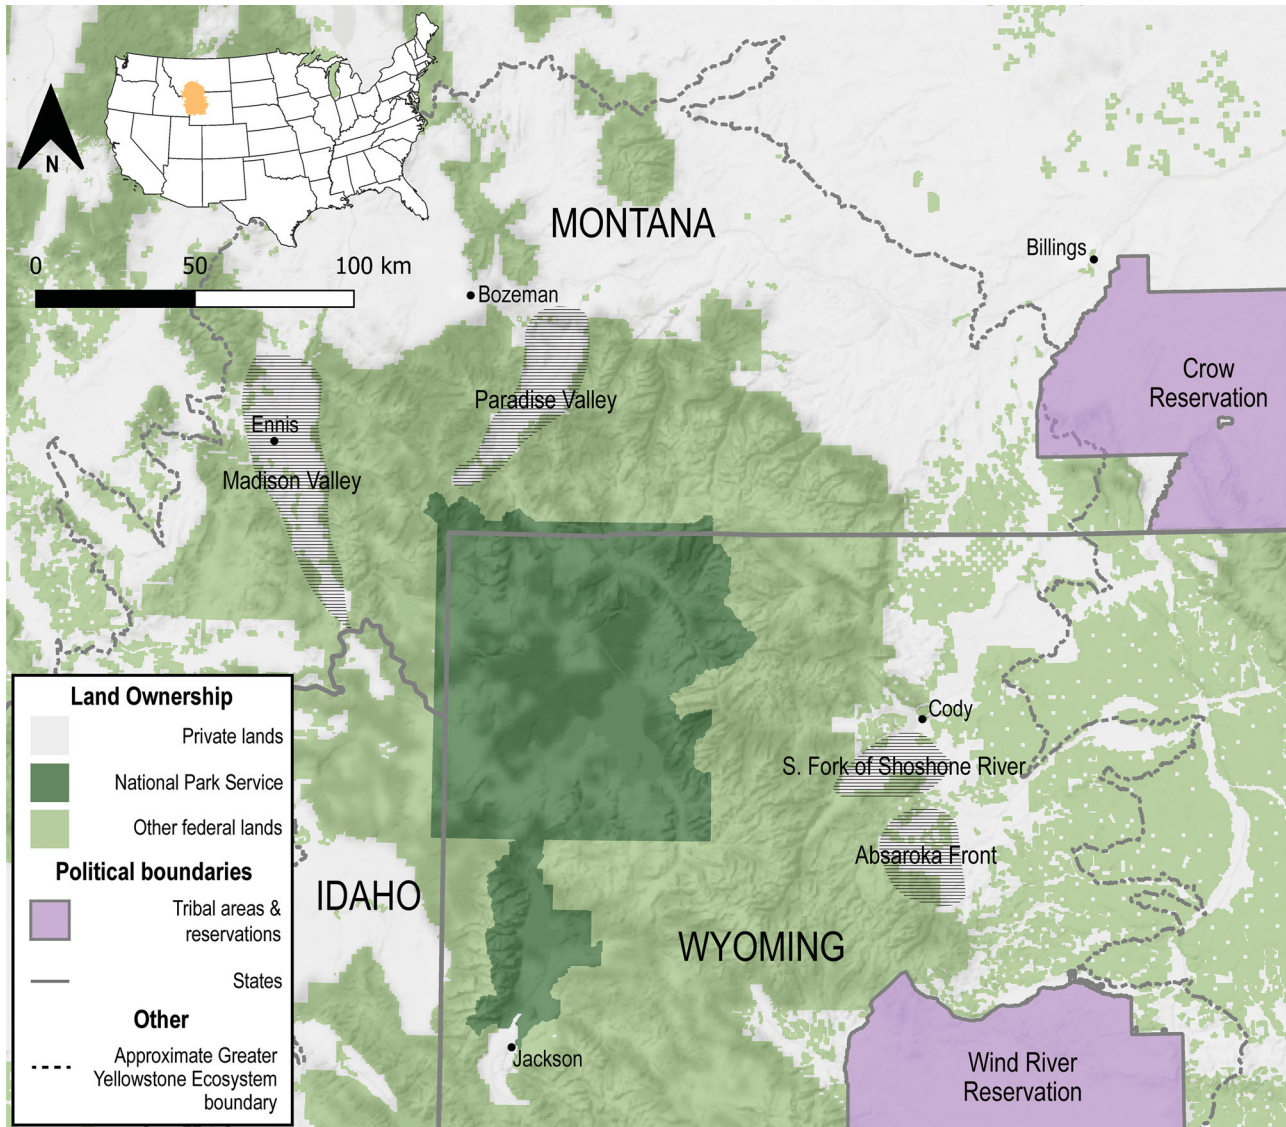 N
0 50 100 km
MONTANA
Billings
Bozeman
Crow
Reservation
Paradise Valley
Ennis
Madison Valley
Cody
S. Fork of Shoshone River
Absaroka Front
IDAHO
WYOMING
Jackson
Wind River
Reservation
Land Ownership
Private lands
National Park Service
Other federal lands
Political boundaries
Tribal areas &
reservations
States
Other
Approximate Greater
Yellowstone Ecosystem
boundary